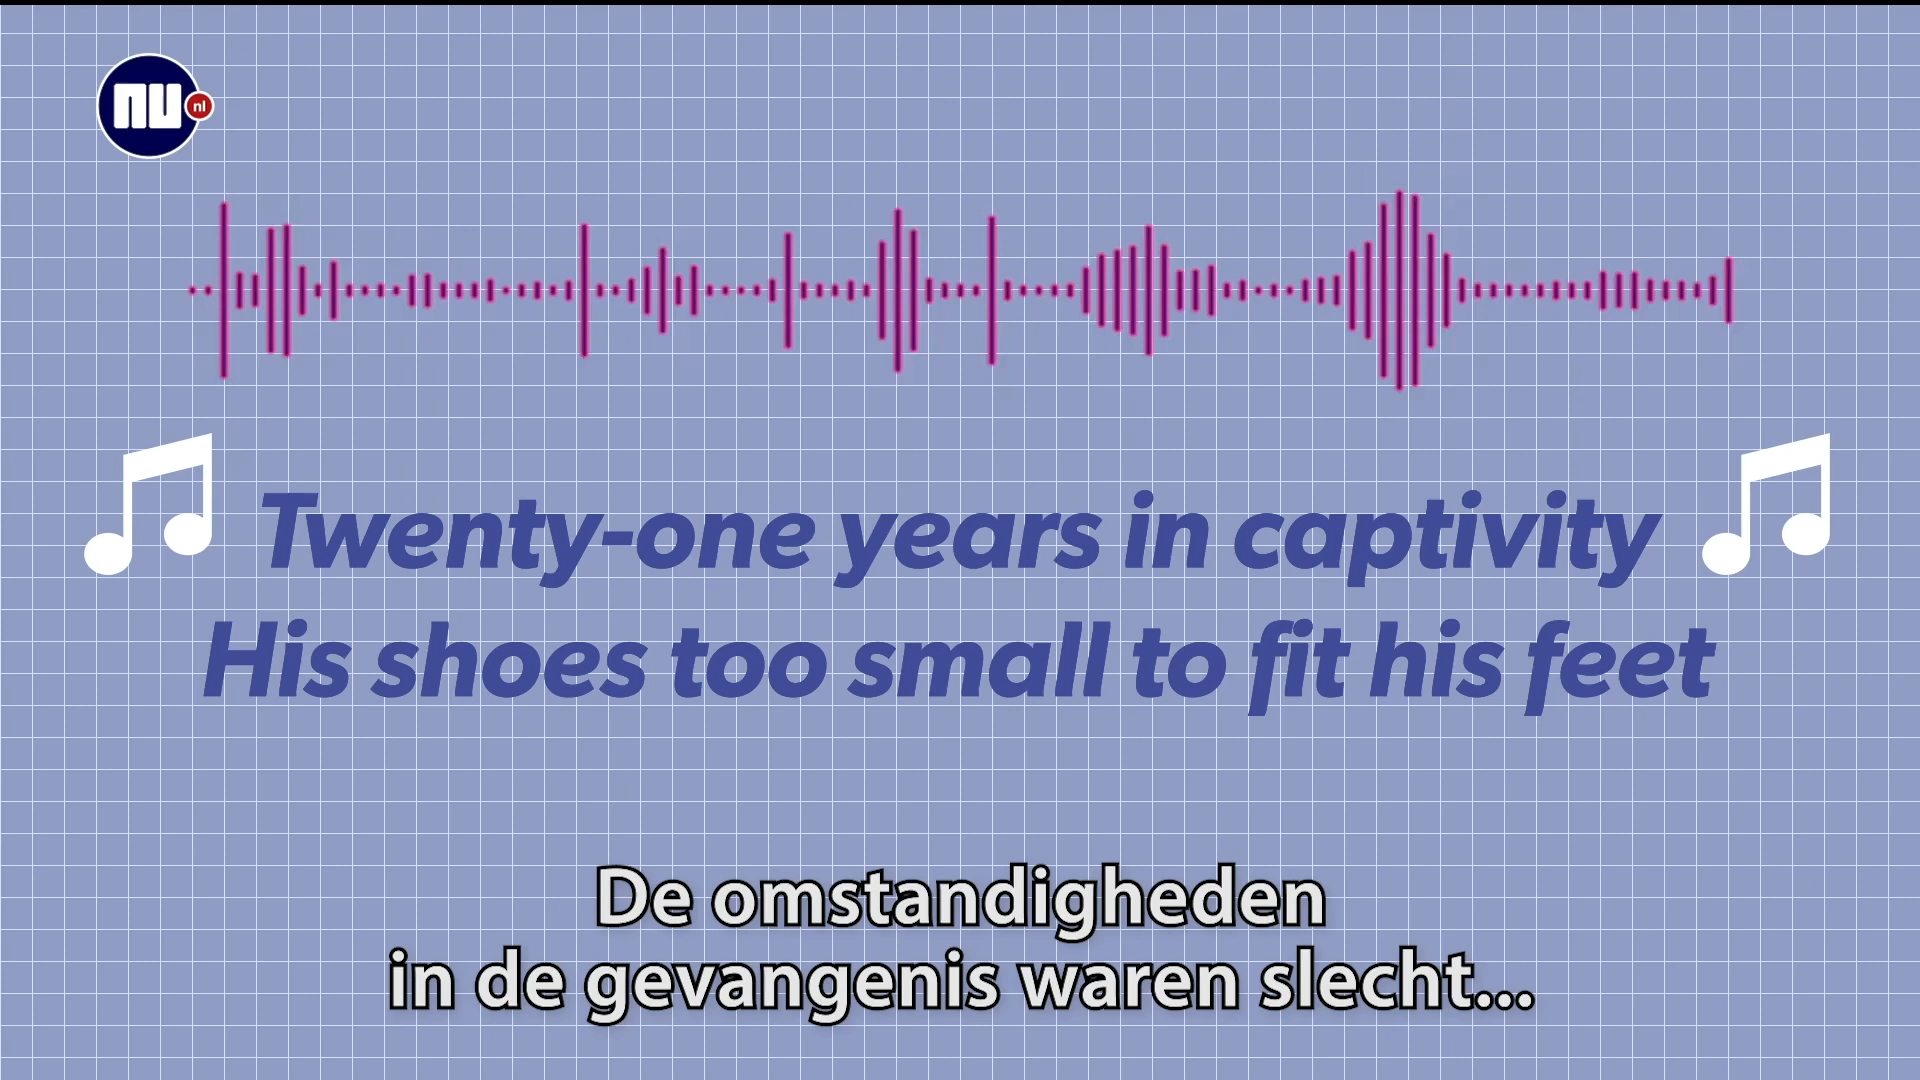 NU
nl
Twenty-one years in captivity
His shoes too small to fit his feet
De omstandigheden
in de gevangenis waren slecht...